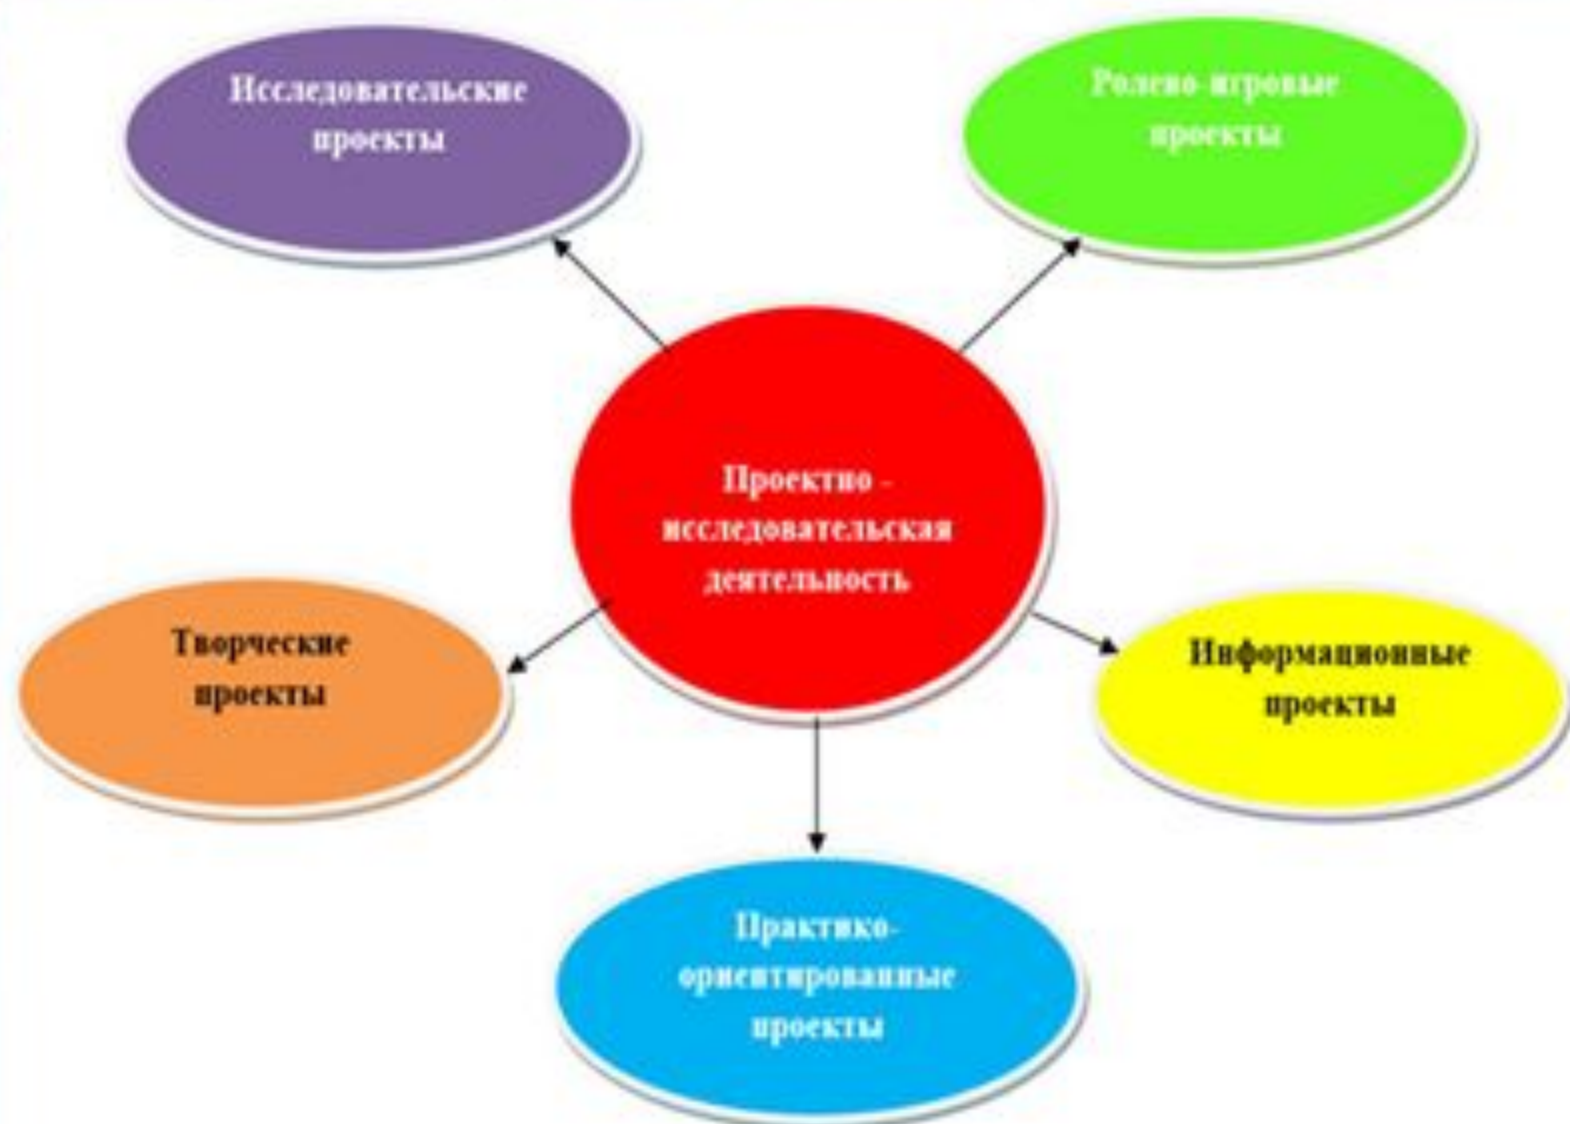 Исследовательские
проекты
Ролево-игровые
проекты
Проектно -
исследовательская
деятельность
Творческие
проекты
Информационные
проекты
Практико-
ориентированные
проекты